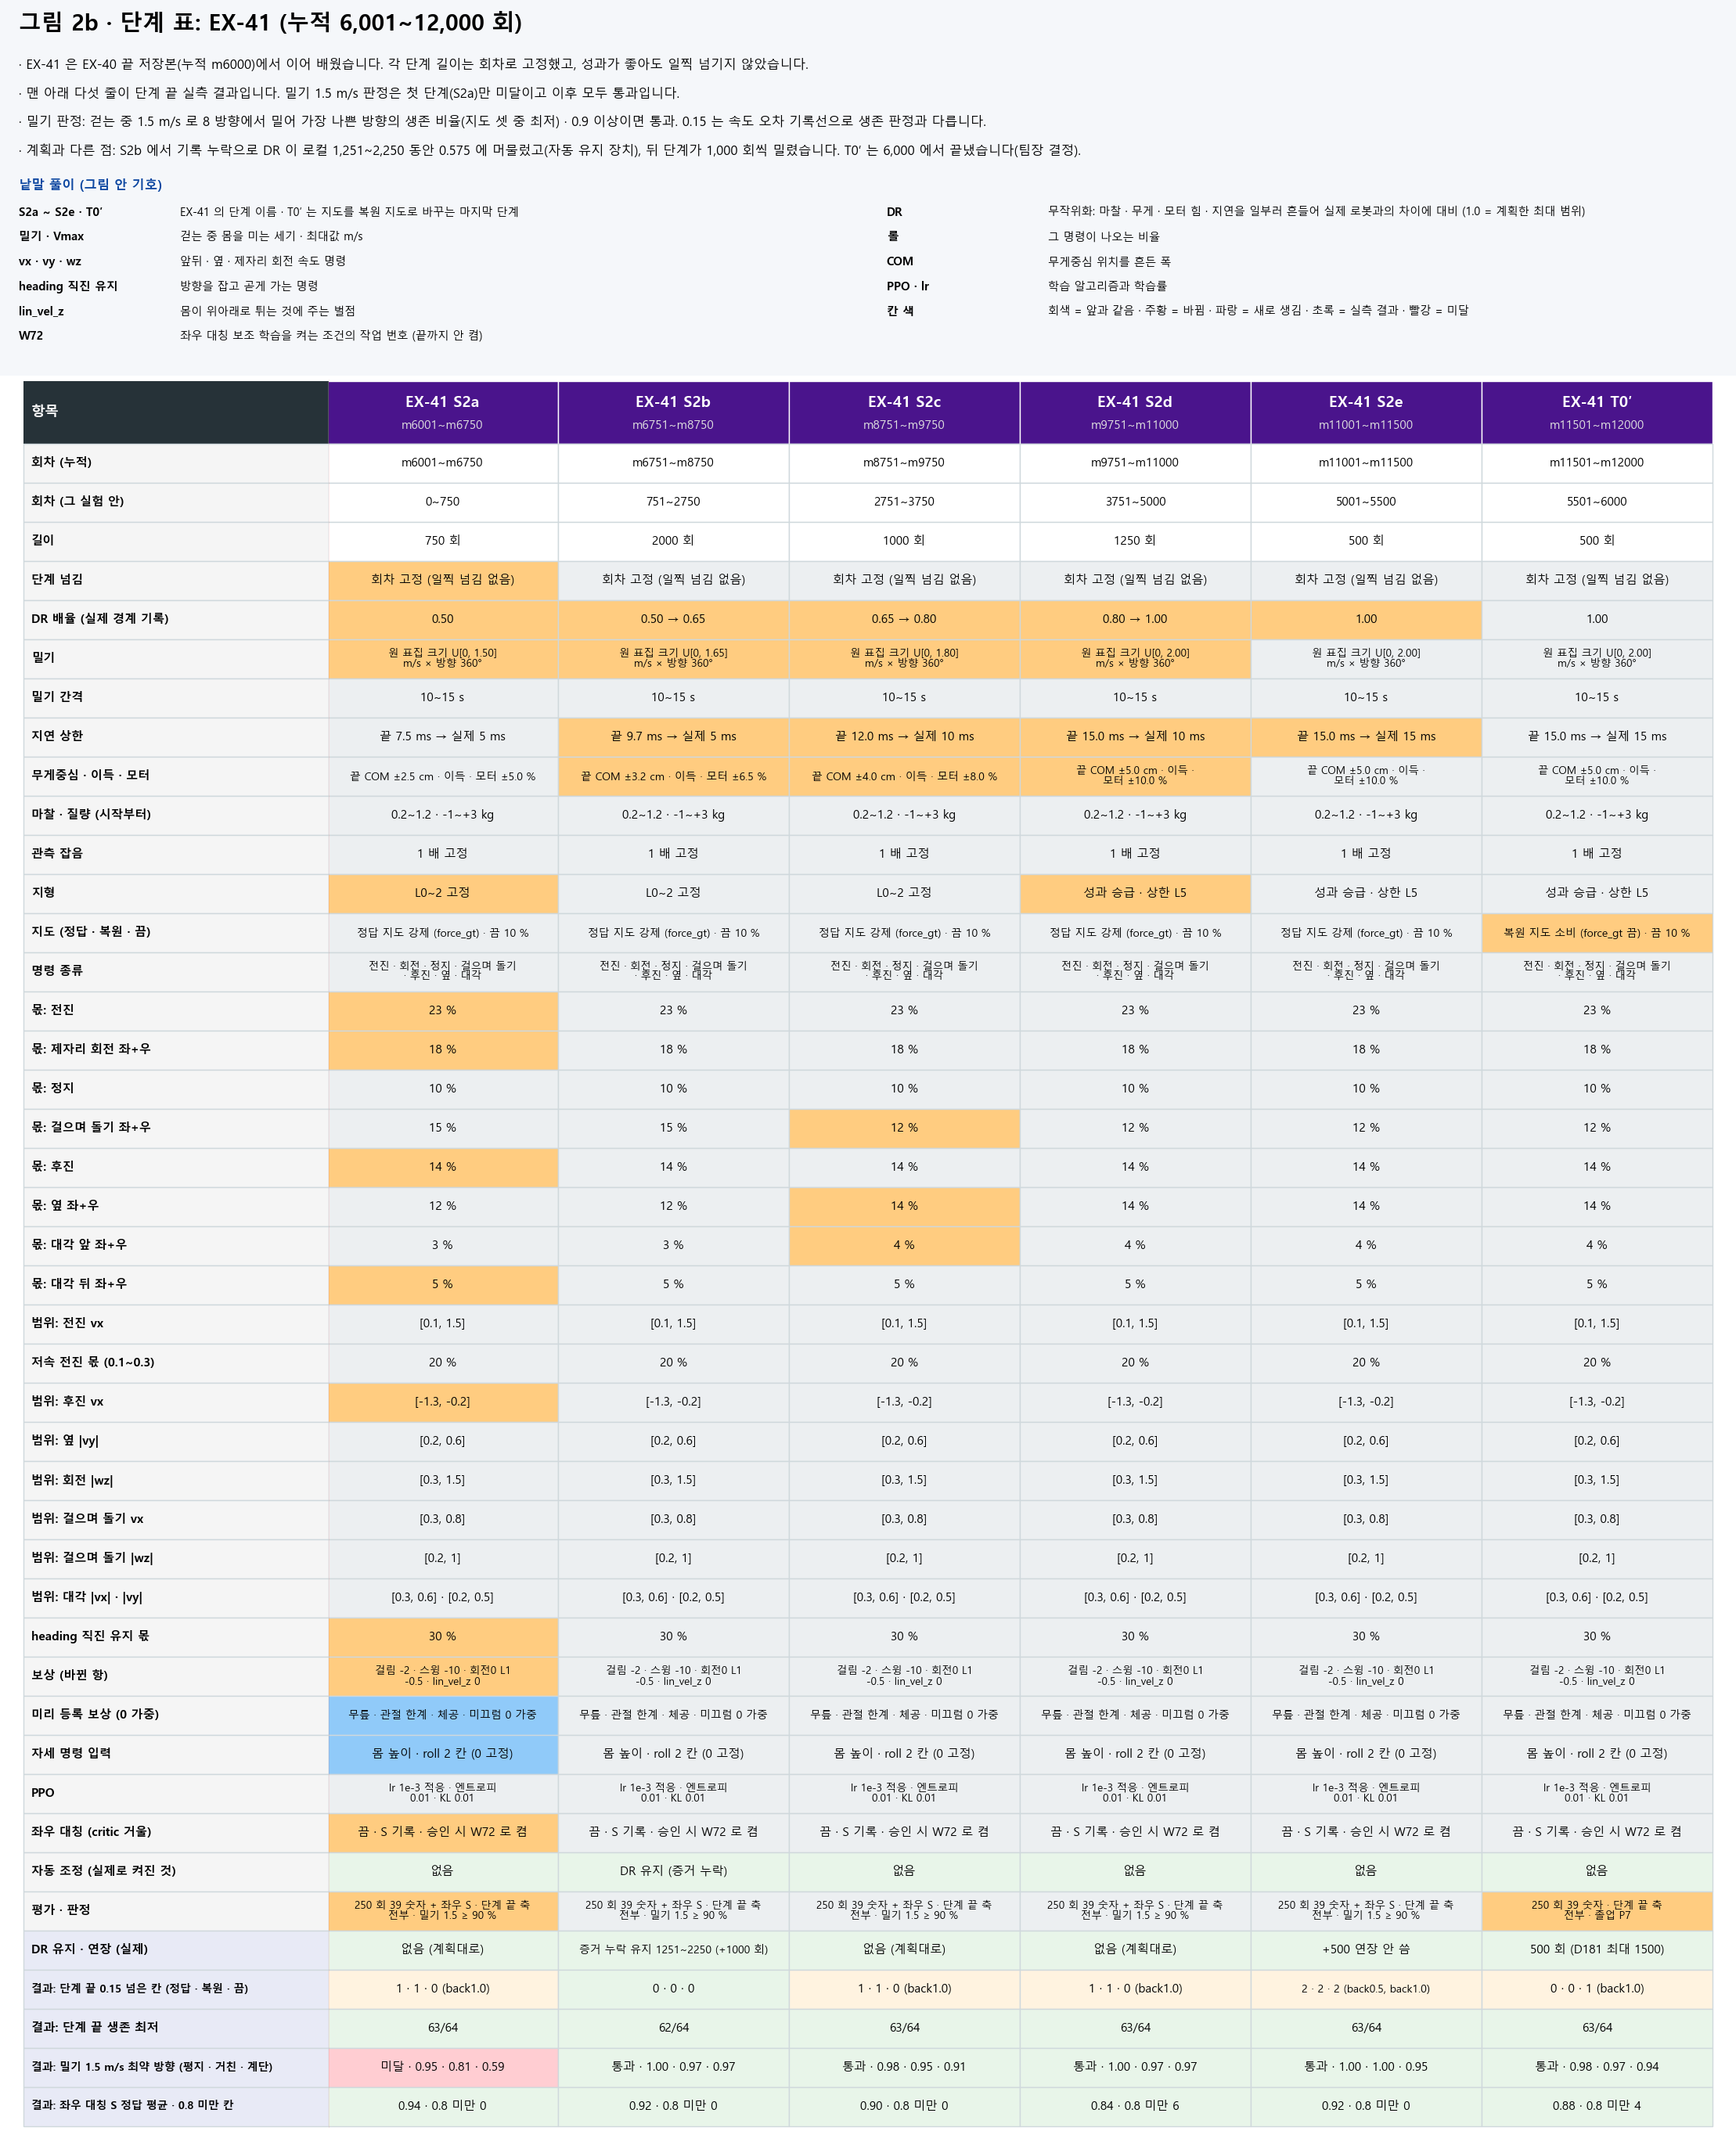 그림 2b · 단계 표: EX-41 (누적 6,001~12,000 회)
· EX-41 은 EX-40 끝 저장본(누적 m6000)에서 이어 배웠습니다. 각 단계 길이는 회차로 고정했고, 성과가 좋아도 일찍 넘기지 않았습니다.
· 맨 아래 다섯 줄이 단계 끝 실측 결과입니다. 밀기 1.5 m/s 판정은 첫 단계(S2a)만 미달이고 이후 모두 통과입니다.
· 밀기 판정: 걷는 중 1.5 m/s 로 8 방향에서 밀어 가장 나쁜 방향의 생존 비율(지도 셋 중 최저) · 0.9 이상이면 통과. 0.15 는 속도 오차 기록선으로 생존 판정과 다릅니다.
· 계획과 다른 점: S2b 에서 기록 누락으로 DR 이 로컬 1,251~2,250 동안 0.575 에 머물렀고(자동 유지 장치), 뒤 단계가 1,000 회씩 밀렸습니다. T0′ 는 6,000 에서 끝냈습니다(팀장 결정).
낱말 풀이 (그림 안 기호)
S2a ~ S2e · T0′ EX-41 의 단계 이름 · T0′ 는 지도를 복원 지도로 바꾸는 마지막 단계
밀기 · Vmax 걷는 중 몸을 미는 세기 · 최대값 m/s
vx · vy · wz 앞뒤 · 옆 · 제자리 회전 속도 명령
heading 직진 유지 방향을 잡고 곧게 가는 명령
lin_vel_z 몸이 위아래로 튀는 것에 주는 벌점
W72 좌우 대칭 보조 학습을 켜는 조건의 작업 번호 (끝까지 안 켬)
DR 무작위화: 마찰 · 무게 · 모터 힘 · 지연을 일부러 흔들어 실제 로봇과의 차이에 대비 (1.0 = 계획한 최대 범위)
몫 그 명령이 나오는 비율
COM 무게중심 위치를 흔든 폭
PPO · lr 학습 알고리즘과 학습률
칸 색 회색 = 앞과 같음 · 주황 = 바뀜 · 파랑 = 새로 생김 · 초록 = 실측 결과 · 빨강 = 미달
항목 EX-41 S2a EX-41 S2b EX-41 S2c EX-41 S2d EX-41 S2e EX-41 T0′
m6001~m6750 m6751~m8750 m8751~m9750 m9751~m11000 m11001~m11500 m11501~m12000
회차 (누적) m6001~m6750 m6751~m8750 m8751~m9750 m9751~m11000 m11001~m11500 m11501~m12000
회차 (그 실험 안) 0~750 751~2750 2751~3750 3751~5000 5001~5500 5501~6000
길이 750 회 2000 회 1000 회 1250 회 500 회 500 회
단계 넘김 회차 고정 (일찍 넘김 없음) 회차 고정 (일찍 넘김 없음) 회차 고정 (일찍 넘김 없음) 회차 고정 (일찍 넘김 없음) 회차 고정 (일찍 넘김 없음) 회차 고정 (일찍 넘김 없음)
DR 배율 (실제 경계 기록) 0.50 0.50 → 0.65 0.65 → 0.80 0.80 → 1.00 1.00 1.00
밀기 원 표집 크기 U[0, 1.50] m/s × 방향 360° 원 표집 크기 U[0, 1.65] m/s × 방향 360° 원 표집 크기 U[0, 1.80] m/s × 방향 360° 원 표집 크기 U[0, 2.00] m/s × 방향 360° 원 표집 크기 U[0, 2.00] m/s × 방향 360° 원 표집 크기 U[0, 2.00] m/s × 방향 360°
밀기 간격 10~15 s 10~15 s 10~15 s 10~15 s 10~15 s 10~15 s
지연 상한 끝 7.5 ms → 실제 5 ms 끝 9.7 ms → 실제 5 ms 끝 12.0 ms → 실제 10 ms 끝 15.0 ms → 실제 10 ms 끝 15.0 ms → 실제 15 ms 끝 15.0 ms → 실제 15 ms
무게중심 · 이득 · 모터 끝 COM ±2.5 cm · 이득 · 모터 ±5.0 % 끝 COM ±3.2 cm · 이득 · 모터 ±6.5 % 끝 COM ±4.0 cm · 이득 · 모터 ±8.0 % 끝 COM ±5.0 cm · 이득 · 모터 ±10.0 % 끝 COM ±5.0 cm · 이득 · 모터 ±10.0 % 끝 COM ±5.0 cm · 이득 · 모터 ±10.0 %
마찰 · 질량 (시작부터) 0.2~1.2 · -1~+3 kg 0.2~1.2 · -1~+3 kg 0.2~1.2 · -1~+3 kg 0.2~1.2 · -1~+3 kg 0.2~1.2 · -1~+3 kg 0.2~1.2 · -1~+3 kg
관측 잡음 1 배 고정 1 배 고정 1 배 고정 1 배 고정 1 배 고정 1 배 고정
지형 L0~2 고정 L0~2 고정 L0~2 고정 성과 승급 · 상한 L5 성과 승급 · 상한 L5 성과 승급 · 상한 L5
지도 (정답 · 복원 · 끔) 정답 지도 강제 (force_gt) · 끔 10 % 정답 지도 강제 (force_gt) · 끔 10 % 정답 지도 강제 (force_gt) · 끔 10 % 정답 지도 강제 (force_gt) · 끔 10 % 정답 지도 강제 (force_gt) · 끔 10 % 복원 지도 소비 (force_gt 끔) · 끔 10 %
명령 종류 전진 · 회전 · 정지 · 걸으며 돌기 · 후진 · 옆 · 대각 전진 · 회전 · 정지 · 걸으며 돌기 · 후진 · 옆 · 대각 전진 · 회전 · 정지 · 걸으며 돌기 · 후진 · 옆 · 대각 전진 · 회전 · 정지 · 걸으며 돌기 · 후진 · 옆 · 대각 전진 · 회전 · 정지 · 걸으며 돌기 · 후진 · 옆 · 대각 전진 · 회전 · 정지 · 걸으며 돌기 · 후진 · 옆 · 대각
몫: 전진 23 % 23 % 23 % 23 % 23 % 23 %
몫: 제자리 회전 좌+우 18 % 18 % 18 % 18 % 18 % 18 %
몫: 정지 10 % 10 % 10 % 10 % 10 % 10 %
몫: 걸으며 돌기 좌+우 15 % 15 % 12 % 12 % 12 % 12 %
몫: 후진 14 % 14 % 14 % 14 % 14 % 14 %
몫: 옆 좌+우 12 % 12 % 14 % 14 % 14 % 14 %
몫: 대각 앞 좌+우 3 % 3 % 4 % 4 % 4 % 4 %
몫: 대각 뒤 좌+우 5 % 5 % 5 % 5 % 5 % 5 %
범위: 전진 vx [0.1, 1.5] [0.1, 1.5] [0.1, 1.5] [0.1, 1.5] [0.1, 1.5] [0.1, 1.5]
저속 전진 몫 (0.1~0.3) 20 % 20 % 20 % 20 % 20 % 20 %
범위: 후진 vx [-1.3, -0.2] [-1.3, -0.2] [-1.3, -0.2] [-1.3, -0.2] [-1.3, -0.2] [-1.3, -0.2]
범위: 옆 |vy| [0.2, 0.6] [0.2, 0.6] [0.2, 0.6] [0.2, 0.6] [0.2, 0.6] [0.2, 0.6]
범위: 회전 |wz| [0.3, 1.5] [0.3, 1.5] [0.3, 1.5] [0.3, 1.5] [0.3, 1.5] [0.3, 1.5]
범위: 걸으며 돌기 vx [0.3, 0.8] [0.3, 0.8] [0.3, 0.8] [0.3, 0.8] [0.3, 0.8] [0.3, 0.8]
범위: 걸으며 돌기 |wz| [0.2, 1] [0.2, 1] [0.2, 1] [0.2, 1] [0.2, 1] [0.2, 1]
범위: 대각 |vx| · |vy| [0.3, 0.6] · [0.2, 0.5] [0.3, 0.6] · [0.2, 0.5] [0.3, 0.6] · [0.2, 0.5] [0.3, 0.6] · [0.2, 0.5] [0.3, 0.6] · [0.2, 0.5] [0.3, 0.6] · [0.2, 0.5]
heading 직진 유지 몫 30 % 30 % 30 % 30 % 30 % 30 %
보상 (바뀐 항) 걸림 -2 · 스윙 -10 · 회전0 L1 -0.5 · lin_vel_z 0 걸림 -2 · 스윙 -10 · 회전0 L1 -0.5 · lin_vel_z 0 걸림 -2 · 스윙 -10 · 회전0 L1 -0.5 · lin_vel_z 0 걸림 -2 · 스윙 -10 · 회전0 L1 -0.5 · lin_vel_z 0 걸림 -2 · 스윙 -10 · 회전0 L1 -0.5 · lin_vel_z 0 걸림 -2 · 스윙 -10 · 회전0 L1 -0.5 · lin_vel_z 0
미리 등록 보상 (0 가중) 무릎 · 관절 한계 · 체공 · 미끄럼 0 가중 무릎 · 관절 한계 · 체공 · 미끄럼 0 가중 무릎 · 관절 한계 · 체공 · 미끄럼 0 가중 무릎 · 관절 한계 · 체공 · 미끄럼 0 가중 무릎 · 관절 한계 · 체공 · 미끄럼 0 가중 무릎 · 관절 한계 · 체공 · 미끄럼 0 가중
자세 명령 입력 몸 높이 · roll 2 칸 (0 고정) 몸 높이 · roll 2 칸 (0 고정) 몸 높이 · roll 2 칸 (0 고정) 몸 높이 · roll 2 칸 (0 고정) 몸 높이 · roll 2 칸 (0 고정) 몸 높이 · roll 2 칸 (0 고정)
PPO lr 1e-3 적응 · 엔트로피 0.01 · KL 0.01 lr 1e-3 적응 · 엔트로피 0.01 · KL 0.01 lr 1e-3 적응 · 엔트로피 0.01 · KL 0.01 lr 1e-3 적응 · 엔트로피 0.01 · KL 0.01 lr 1e-3 적응 · 엔트로피 0.01 · KL 0.01 lr 1e-3 적응 · 엔트로피 0.01 · KL 0.01
좌우 대칭 (critic 거울) 끔 · S 기록 · 승인 시 W72 로 켬 끔 · S 기록 · 승인 시 W72 로 켬 끔 · S 기록 · 승인 시 W72 로 켬 끔 · S 기록 · 승인 시 W72 로 켬 끔 · S 기록 · 승인 시 W72 로 켬 끔 · S 기록 · 승인 시 W72 로 켬
자동 조정 (실제로 켜진 것) 없음 DR 유지 (증거 누락) 없음 없음 없음 없음
평가 · 판정 250 회 39 숫자 + 좌우 S · 단계 끝 축 전부 · 밀기 1.5 ≥ 90 % 250 회 39 숫자 + 좌우 S · 단계 끝 축 전부 · 밀기 1.5 ≥ 90 % 250 회 39 숫자 + 좌우 S · 단계 끝 축 전부 · 밀기 1.5 ≥ 90 % 250 회 39 숫자 + 좌우 S · 단계 끝 축 전부 · 밀기 1.5 ≥ 90 % 250 회 39 숫자 + 좌우 S · 단계 끝 축 전부 · 밀기 1.5 ≥ 90 % 250 회 39 숫자 · 단계 끝 축 전부 · 졸업 P7
DR 유지 · 연장 (실제) 없음 (계획대로) 증거 누락 유지 1251~2250 (+1000 회) 없음 (계획대로) 없음 (계획대로) +500 연장 안 씀 500 회 (D181 최대 1500)
결과: 단계 끝 0.15 넘은 칸 (정답 · 복원 · 끔) 1 · 1 · 0 (back1.0) 0 · 0 · 0 1 · 1 · 0 (back1.0) 1 · 1 · 0 (back1.0) 2 · 2 · 2 (back0.5, back1.0) 0 · 0 · 1 (back1.0)
결과: 단계 끝 생존 최저 63/64 62/64 63/64 63/64 63/64 63/64
결과: 밀기 1.5 m/s 최약 방향 (평지 · 거친 · 계단) 미달 · 0.95 · 0.81 · 0.59 통과 · 1.00 · 0.97 · 0.97 통과 · 0.98 · 0.95 · 0.91 통과 · 1.00 · 0.97 · 0.97 통과 · 1.00 · 1.00 · 0.95 통과 · 0.98 · 0.97 · 0.94
결과: 좌우 대칭 S 정답 평균 · 0.8 미만 칸 0.94 · 0.8 미만 0 0.92 · 0.8 미만 0 0.90 · 0.8 미만 0 0.84 · 0.8 미만 6 0.92 · 0.8 미만 0 0.88 · 0.8 미만 4